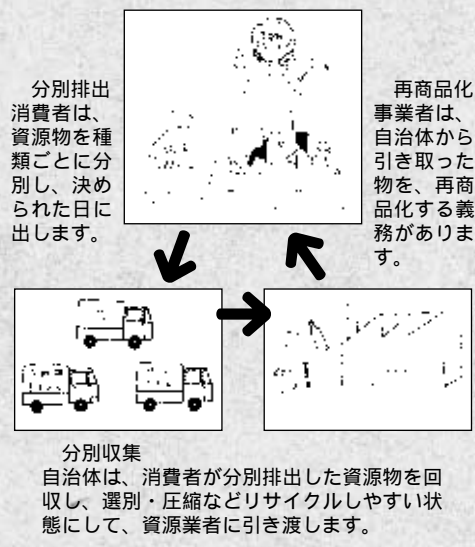 分別排出
消費者は、
資源物を種
類ごとに分
別し、決め
られた日に
出します。
再商品化
事業者は、
自治体から
引き取った
物を、再商
品化する義
務がありま
す。
分別収集
自治体は、消費者が分別排出した資源物を回
収し、選別・圧縮などリサイクルしやすい状
態にして、資源業者に引き渡します。